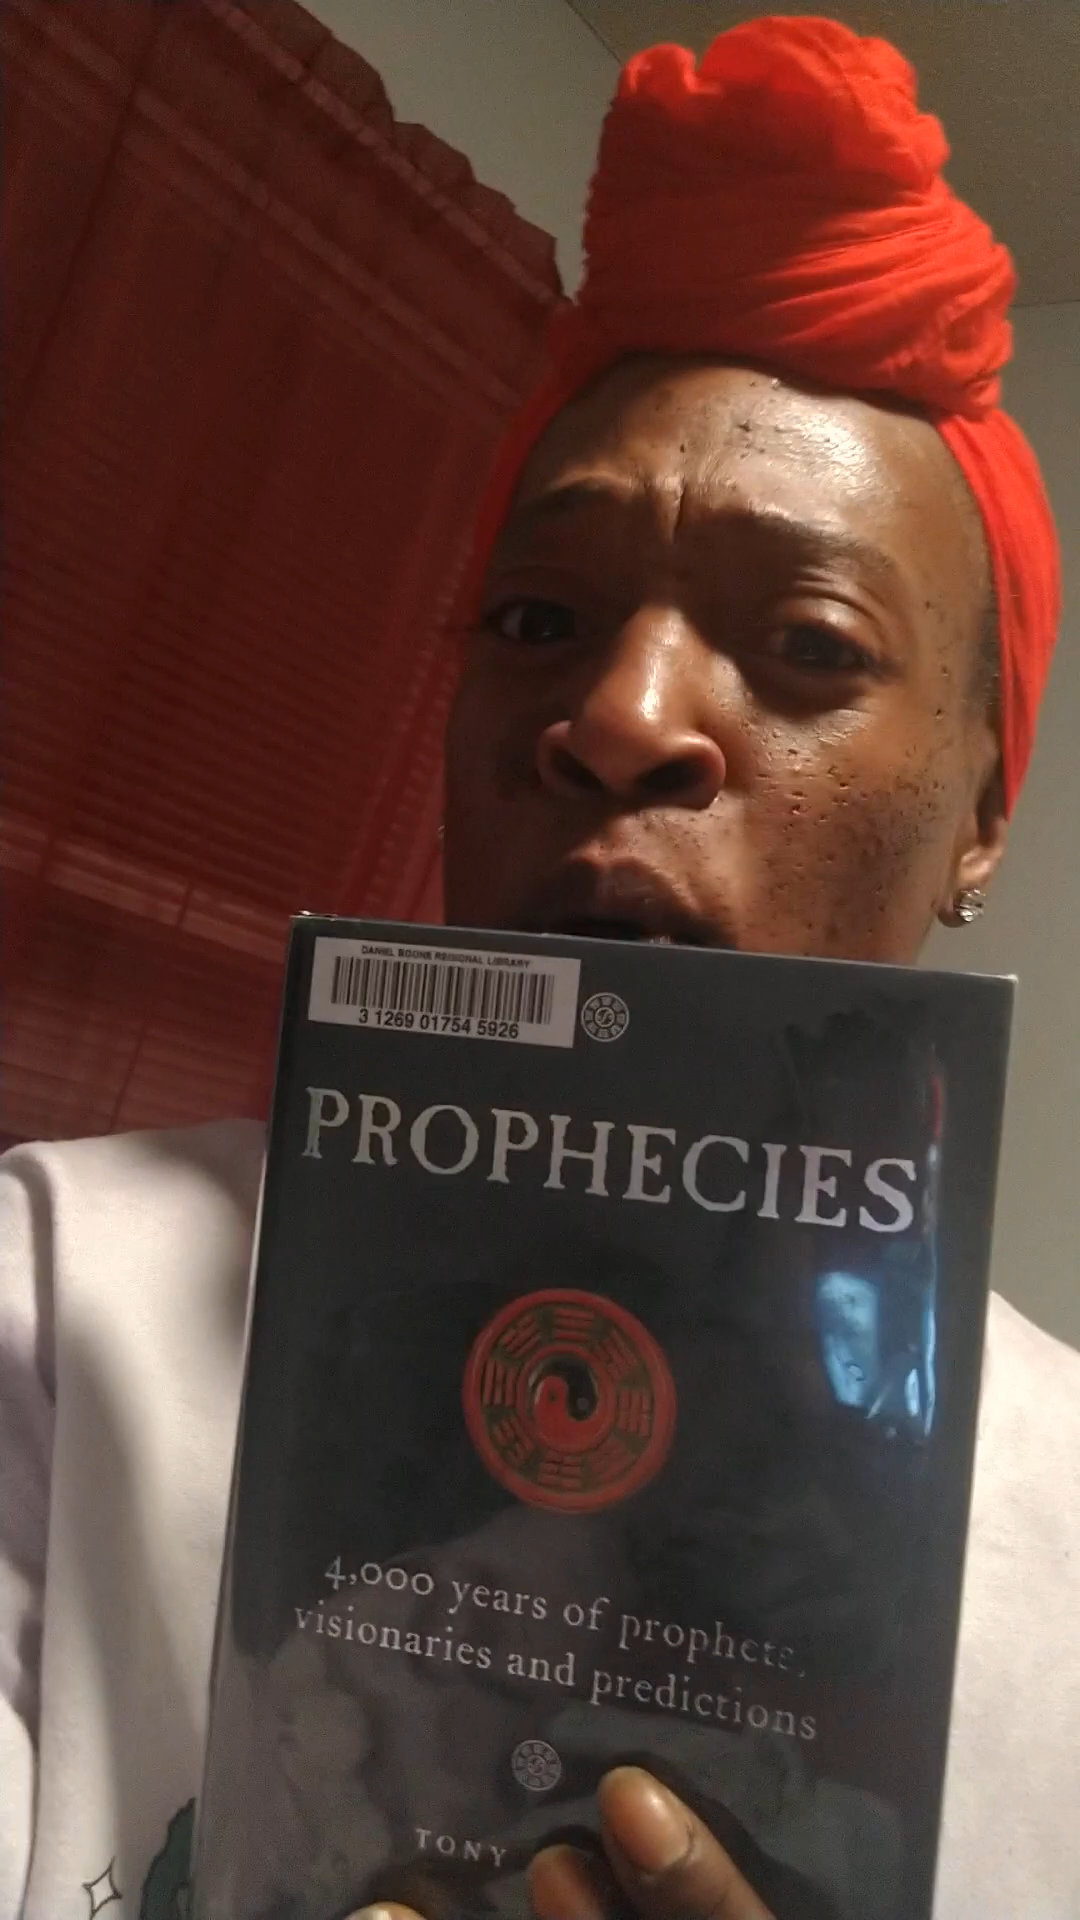 DANIEL BOONE REGIONAL LIBRARY
3 1269 01754 5926
PROPHECIES
4,000 years of prophets,
visionaries and predictions
TONY